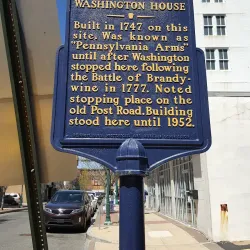 WASHINGTON HOUSE
Built in 1747 on this
site. Was known as
"Pennsylvania Arms"
until after Washington
stopped here following
the Battle of Brandy-
wine in 1777. Noted
stopping place on the
old Post Road. Building
stood here until 1952.